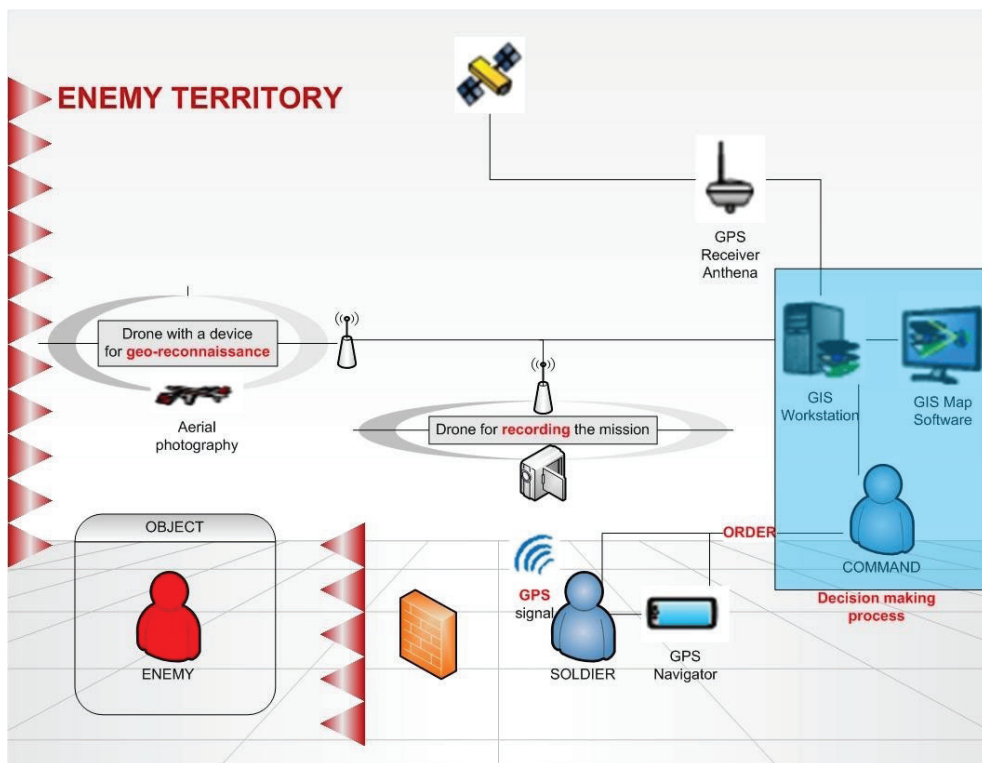 ENEMY TERRITORY
GPS
Receiver
Anthena
Drone with a device
for geo-reconnaissance
Aerial
photography
Drone for recording the mission
GIS
Workstation
GIS Map
Software
OBJECT
ENEMY
GPS
signal
SOLDIER
GPS
Navigator
ORDER
COMMAND
Decision making
process